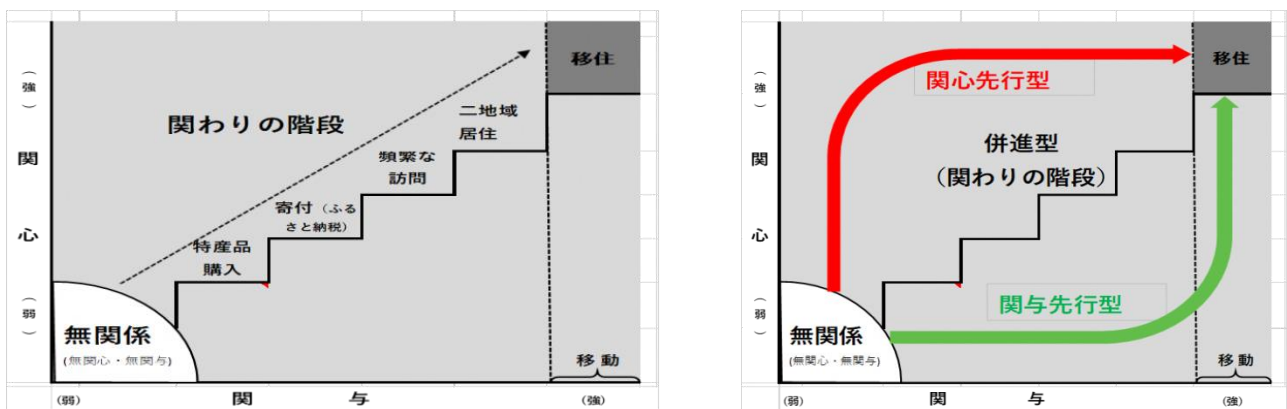 （強）
関
心
（弱）
関わりの階段
移住
二地域
居住
頻繁な
訪問
寄付（ふる
さと納税）
特産品
購入
無関係
(無関心・無関与)
移動
(弱)
関 与
(強)
（強）
関
心
（弱）
関心先行型
移住
併進型
（関わりの階段）
関与先行型
無関係
(無関心・無関与)
移動
(弱)
関 与
(強)